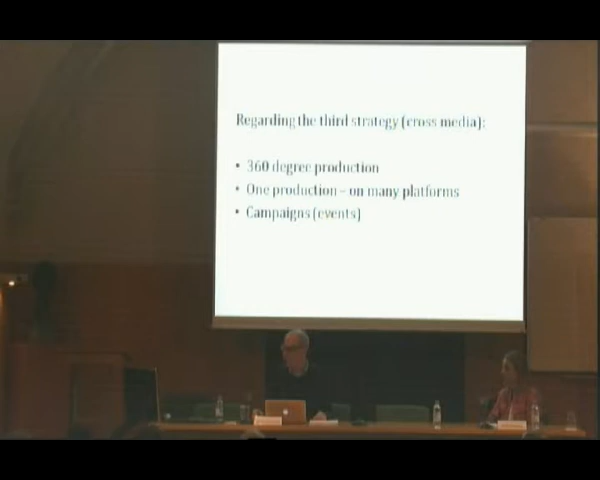 Regarding the third strategy (cross media):
• 360 degree production
• One production – on many platforms
• Campaigns (events)